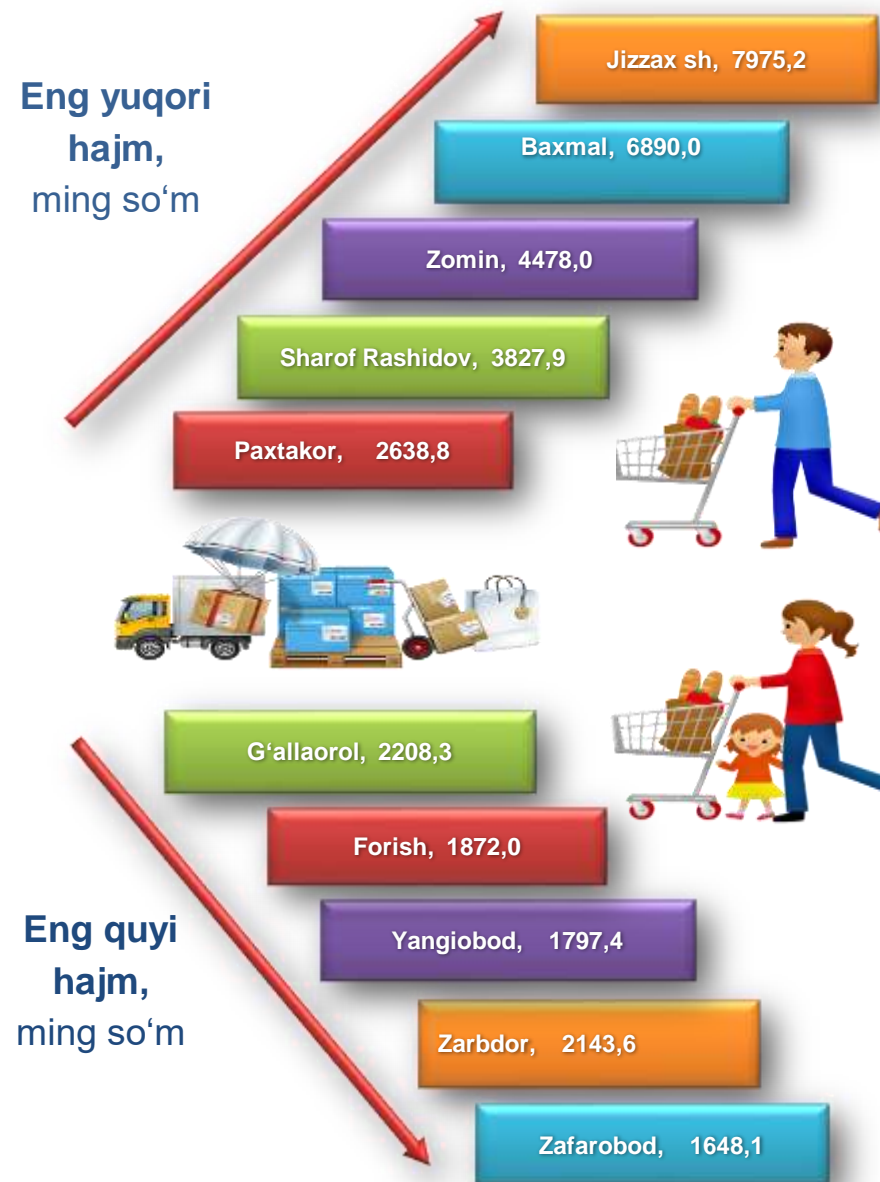 Eng yuqori
hajm,
ming so‘m
Jizzax sh, 7975,2
Baxmal, 6890,0
Zomin, 4478,0
Sharof Rashidov, 3827,9
Paxtakor, 2638,8
G‘allaorol, 2208,3
Forish, 1872,0
Yangiobod, 1797,4
Zarbdor, 2143,6
Zafarobod, 1648,1
Eng quyi
hajm,
ming so‘m